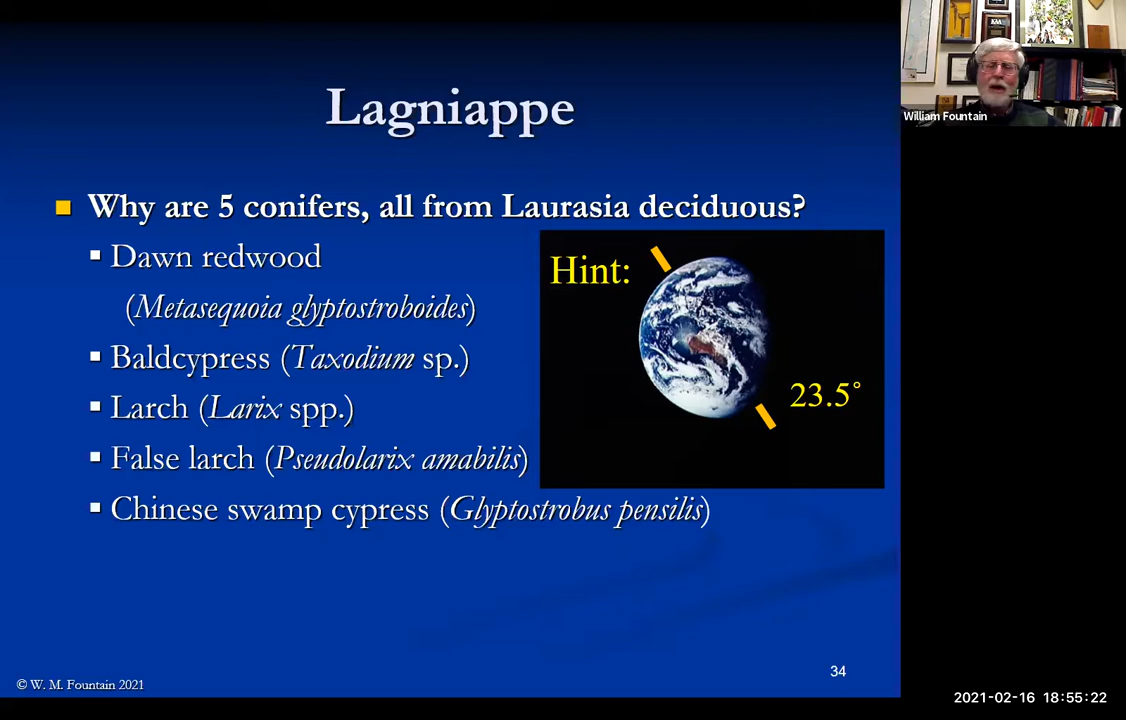 Lagniappe
Why are 5 conifers, all from Laurasia deciduous?
Dawn redwood
(Metasequoia glyptostroboides)
Baldcypress (Taxodium sp.)
Larch (Larix spp.)
False larch (Pseudolarix amabilis)
Chinese swamp cypress (Glyptostrobus pensilis)
Hint:
23.5°
34
© W. M. Fountain 2021
William Fountain
2021-02-16 18:55:22